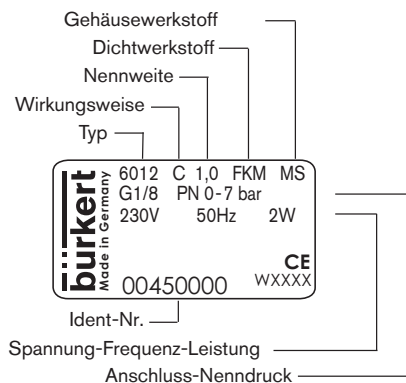 Gehäusewerkstoff
Dichtwerkstoff
Nennweite
Wirkungsweise
Typ
burkert
Made in Germany
6012 C 1,0 FKM MS
G1/8 PN 0-7 bar
230V 50Hz 2W
CE
00450000 WXXXX
Ident-Nr.
Spannung-Frequenz-Leistung
Anschluss-Nenndruck